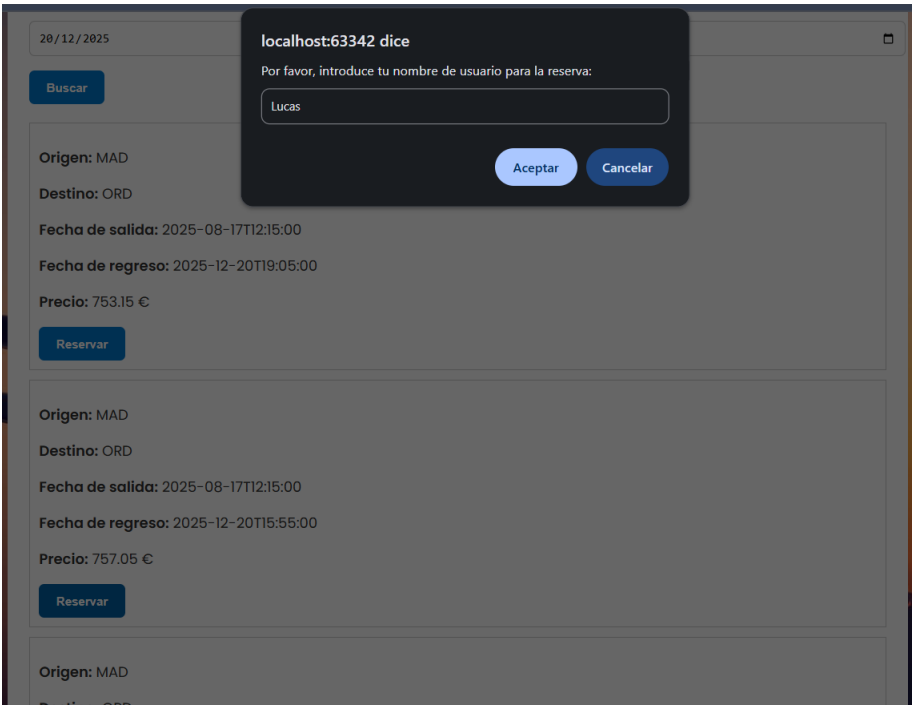 20/12/2025
localhost:63342 dice
Por favor, introduce tu nombre de usuario para la reserva:
Lucas
Aceptar
Cancelar
Buscar
Origen: MAD
Destino: ORD
Fecha de salida: 2025-08-17T12:15:00
Fecha de regreso: 2025-12-20T19:05:00
Precio: 753.15 €
Reservar
Origen: MAD
Destino: ORD
Fecha de salida: 2025-08-17T12:15:00
Fecha de regreso: 2025-12-20T15:55:00
Precio: 757.05 €
Reservar
Origen: MAD
Destino: ORD